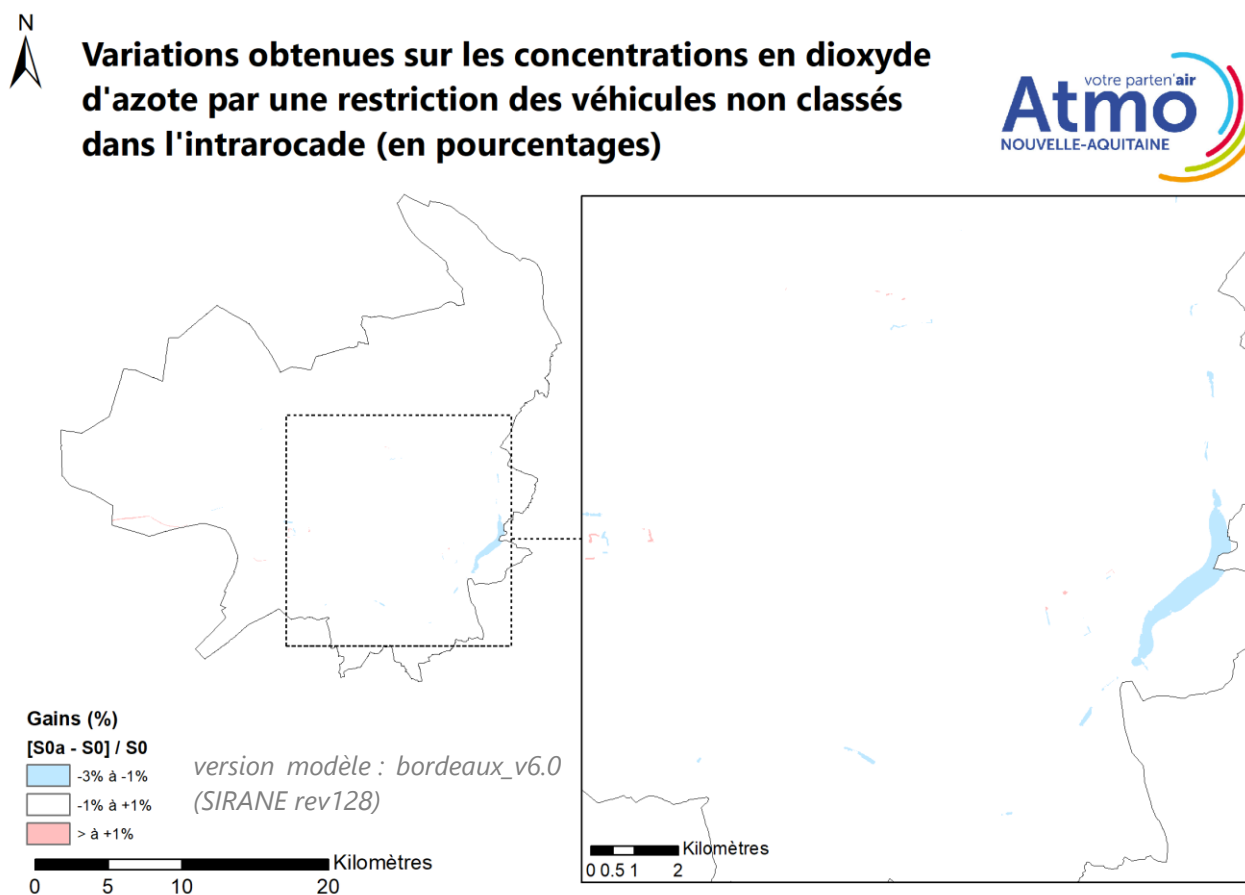 N
Variations obtenues sur les concentrations en dioxyde
d'azote par une restriction des véhicules non classés
dans l'intrarocade (en pourcentages)
votre parten'air
Atmo
NOUVELLE-AQUITAINE
Gains (%)
[S0a - S0] / S0
-3% à -1%
-1% à +1%
> à +1%
version modèle : bordeaux_v6.0
(SIRANE rev128)
Kilomètres
0 5 10 20
Kilomètres
0 0.5 1 2